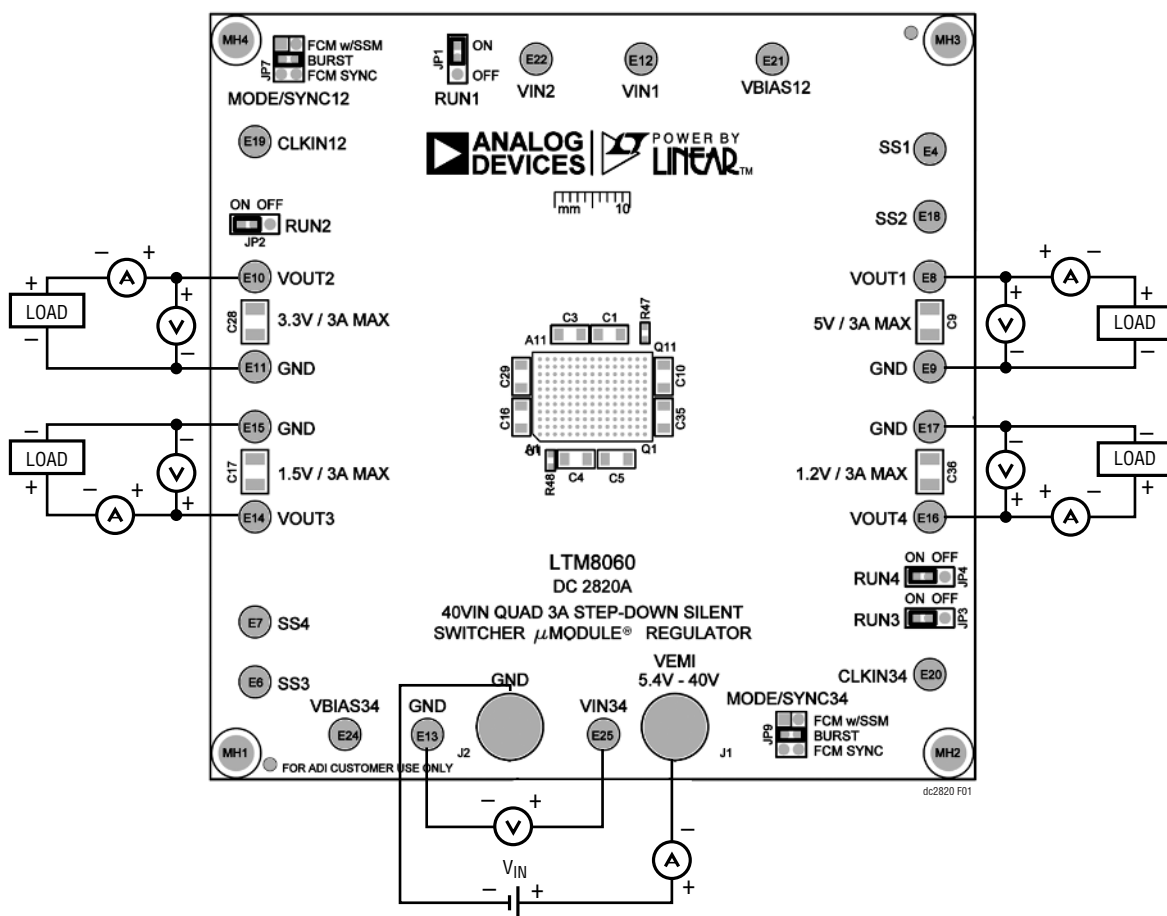 MH4
FCM w/SSM
BURST
FCM SYNC
JP7
MODE/SYNC12
JP1
ON
OFF
RUN1
E22
VIN2
E12
VIN1
E21
VBIAS12
MH3
E19 CLKIN12
ANALOG DEVICES
POWER BY LINEAR™
mm 10
SS1 E4
SS2 E18
ON OFF
RUN2
JP2
E10 VOUT2
C28 3.3V / 3A MAX
E11 GND
− A +
+ LOAD −
+ V −
VOUT1 E8
5V / 3A MAX C9
GND E9
+ A −
+ LOAD −
+ V −
C3 C1 R47
A11 Q11
C29 C10
C16 C35
A1 Q1
R48 C4 C5
E15 GND
C17 1.5V / 3A MAX
E14 VOUT3
− LOAD +
− V +
− A +
GND E17
1.2V / 3A MAX C36
VOUT4 E16
− LOAD +
− V +
+ A −
LTM8060
DC 2820A
40VIN QUAD 3A STEP-DOWN SILENT
SWITCHER µMODULE® REGULATOR
ON OFF
RUN4 JP4
ON OFF
RUN3 JP3
E7 SS4
E6 SS3
CLKIN34 E20
VBIAS34
E24
GND
E13
GND
J2
VIN34
E25
VEMI
5.4V - 40V
J1
MODE/SYNC34
JP9
FCM w/SSM
BURST
FCM SYNC
MH1
FOR ADI CUSTOMER USE ONLY
MH2
dc2820 F01
− V +
− A +
VIN
− +